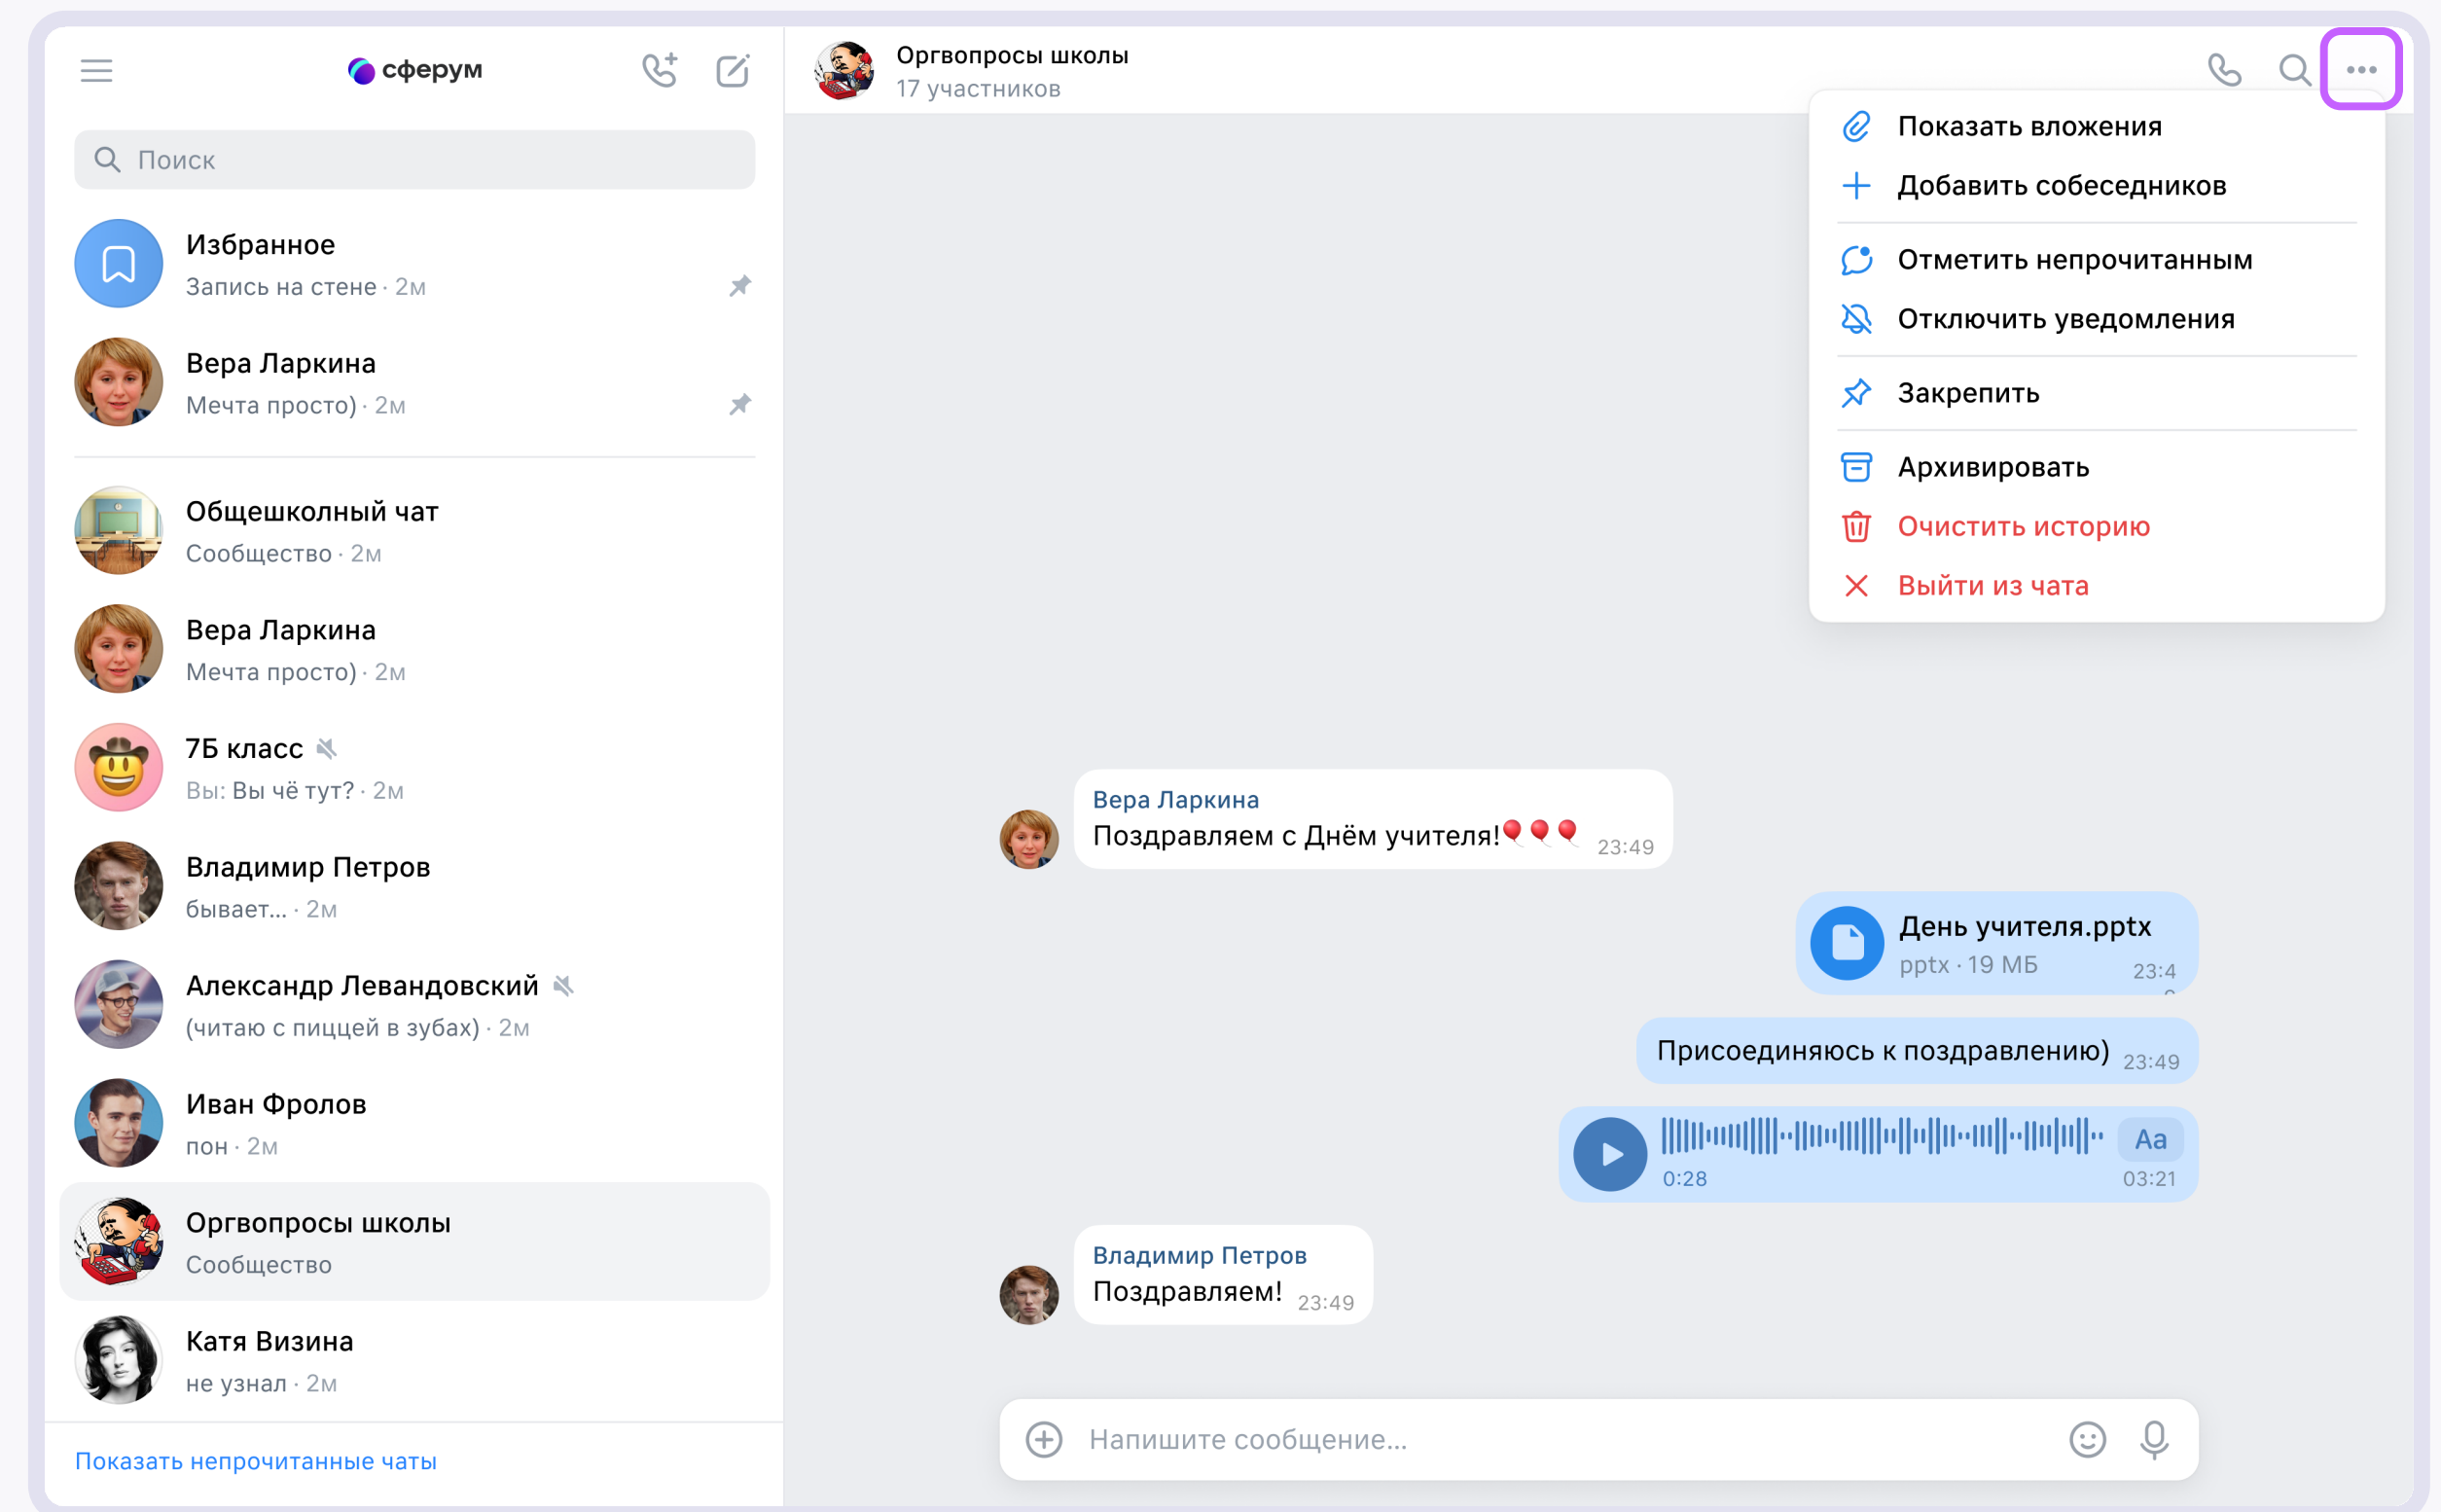 сферум
Поиск
Избранное
Запись на стене · 2м
Вера Ларкина
Мечта просто) · 2м
Общешколный чат
Сообщество · 2м
Вера Ларкина
Мечта просто) · 2м
7Б класс
Вы: Вы чё тут? · 2м
Владимир Петров
бывает... · 2м
Александр Левандовский
(читаю с пиццей в зубах) · 2м
Иван Фролов
пон · 2м
Оргвопросы школы
Сообщество
Катя Визина
не узнал · 2м
Показать непрочитанные чаты
Оргвопросы школы
17 участников
Показать вложения
Добавить собеседников
Отметить непрочитанным
Отключить уведомления
Закрепить
Архивировать
Очистить историю
Выйти из чата
Вера Ларкина
Поздравляем с Днём учителя!🎈🎈🎈 23:49
День учителя.pptx
pptx · 19 МБ 23:4
Присоединяюсь к поздравлению) 23:49
Aa
0:28 03:21
Владимир Петров
Поздравляем! 23:49
Напишите сообщение...